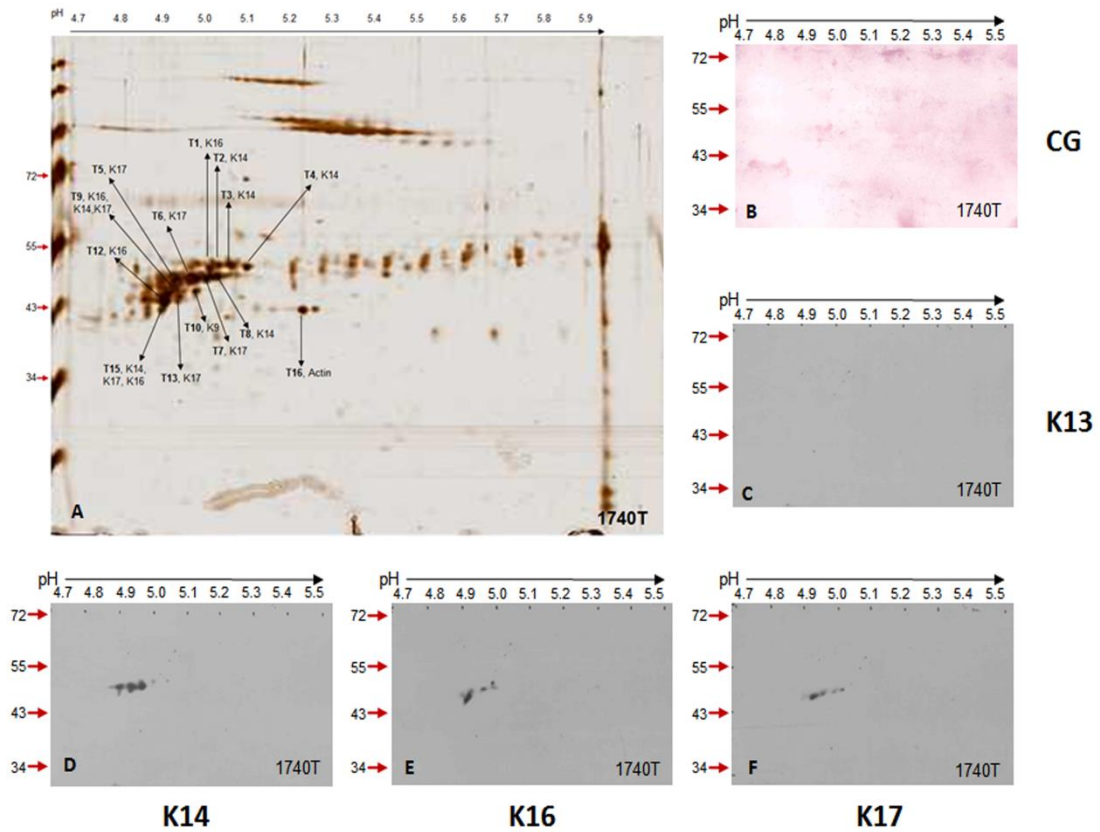 pH
4.7 4.8 4.9 5.0 5.2 5.3 5.4 5.5 5.6 5.7 5.8 5.9
72
55
43
34
T1, K16
T2, K14
T3, K14
T4, K14
T5, K17
T9, K16,
K14,K17
T6, K17
T12, K16
T10, K9
T8, K14
T7, K17
T15, K14,
K17, K16
T13, K17
T16, Actin
A
1740T
pH
4.7 4.8 4.9 5.0 5.1 5.2 5.3 5.4 5.5
72
55
43
34
B
1740T
CG
pH
4.7 4.8 4.9 5.0 5.1 5.2 5.3 5.4 5.5
72
55
43
34
C
1740T
K13
pH
4.7 4.8 4.9 5.0 5.1 5.2 5.3 5.4 5.5
72
55
43
34
D
1740T
K14
pH
4.7 4.8 4.9 5.0 5.1 5.2 5.3 5.4 5.5
72
55
43
34
E
1740T
K16
pH
4.7 4.8 4.9 5.0 5.1 5.2 5.3 5.4 5.5
72
55
43
34
F
1740T
K17